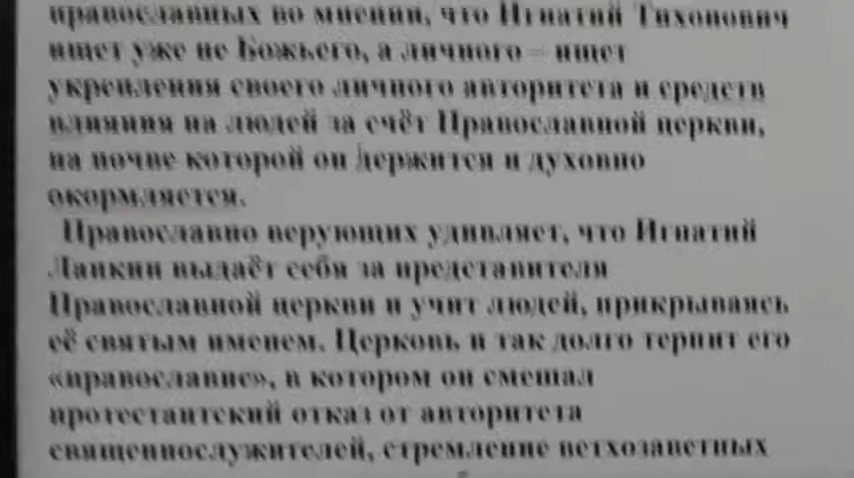 православных во мнении, что Игнатий Тихонович
ищет уже не Божьего, а личного – ищет
укрепления своего личного авторитета и средств
влияния на людей за счёт Православной церкви,
на почве которой он держится и духовно
окормляется.
Православно верующих удивляет, что Игнатий
Лапкин выдаёт себя за представителя
Православной церкви и учит людей, прикрываясь
её святым именем. Церковь и так долго терпит его
«православие», в котором он смешал
протестантский отказ от авторитета
священнослужителей, стремление ветхозаветных